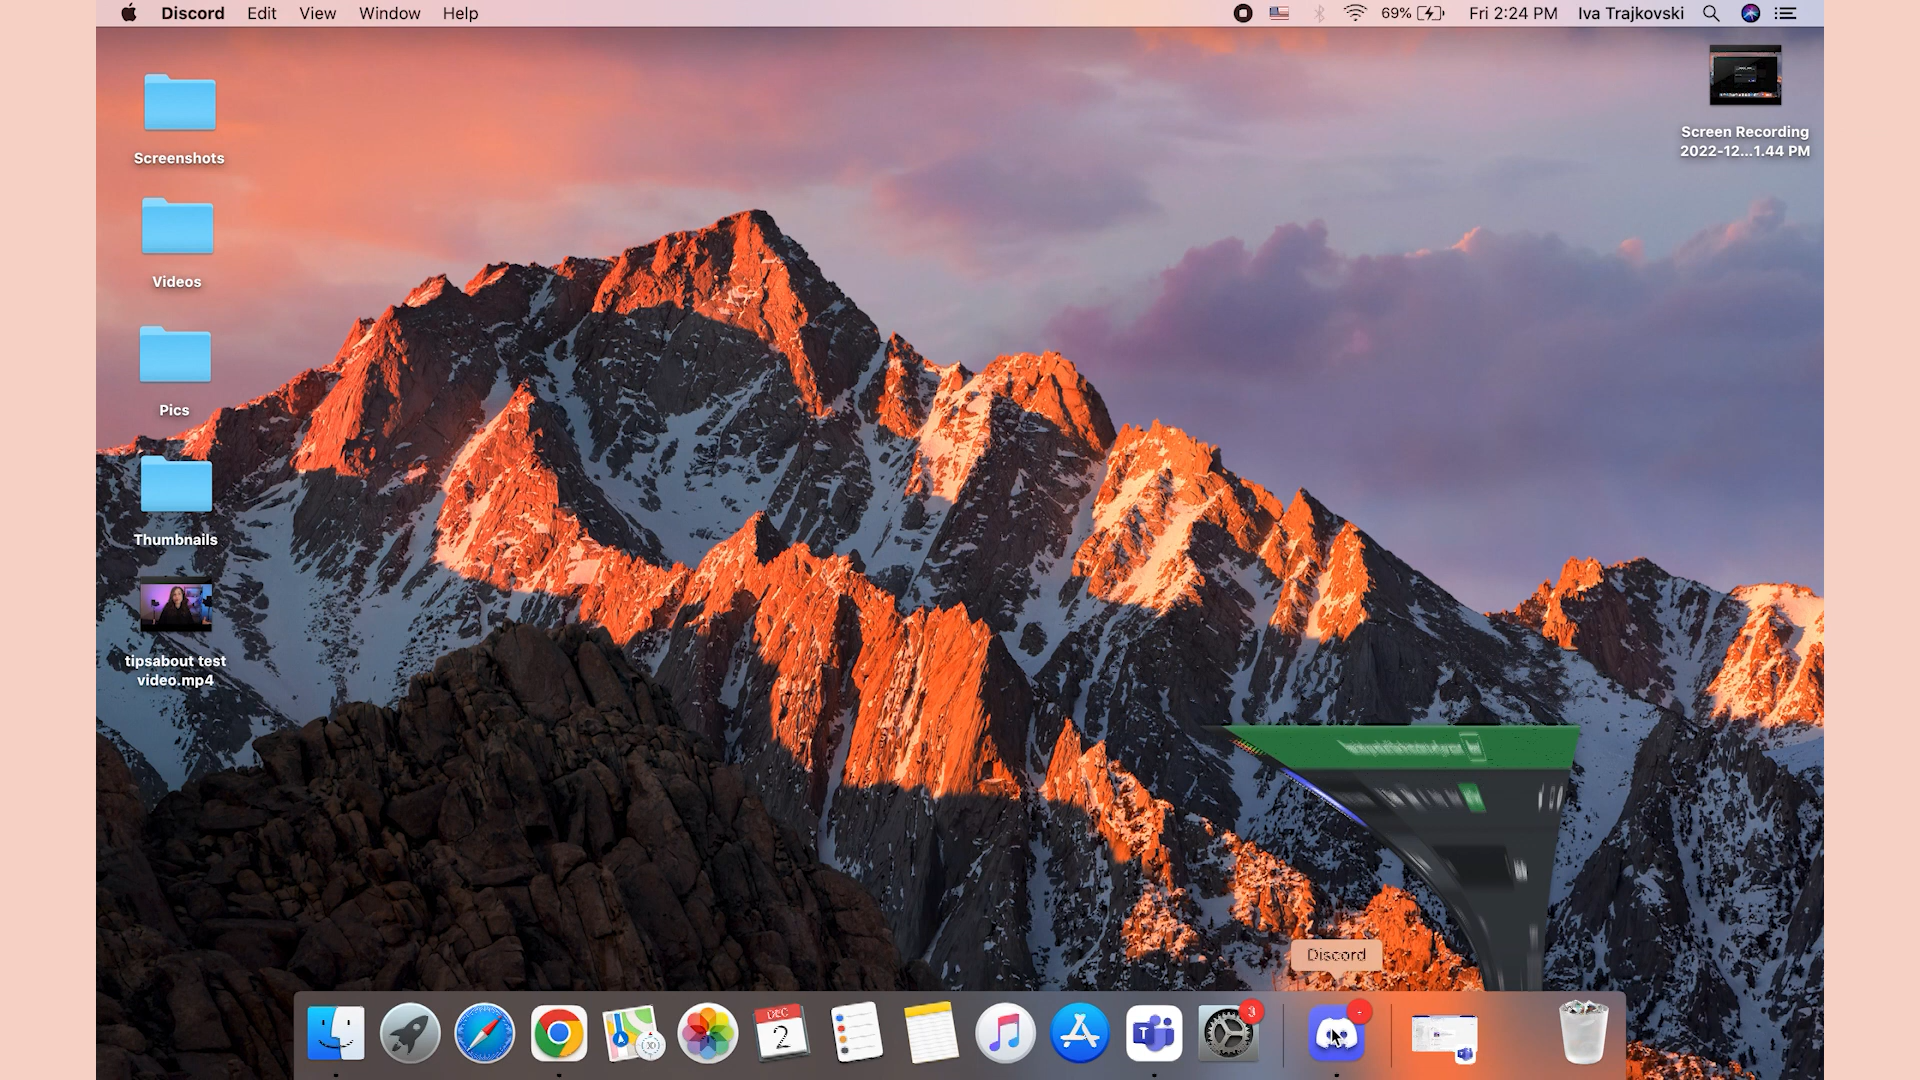 Discord Edit View Window Help 69% Fri 2:24 PM Iva Trajkovski
Screenshots
Videos
Pics
Thumbnails
tipsabout test
video.mp4
Screen Recording
2022-12...1.44 PM
Discord
DEC
2
T
3